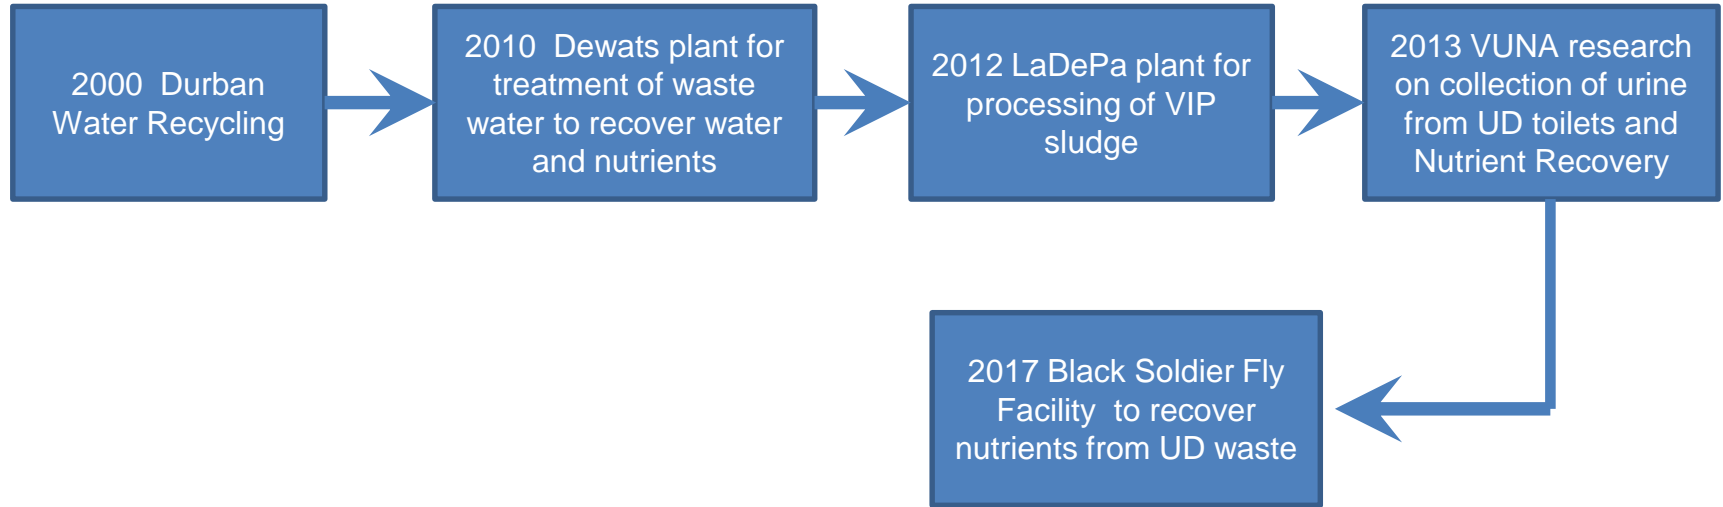 2000 Durban
Water Recycling
2010 Dewats plant for
treatment of waste
water to recover water
and nutrients
2012 LaDePa plant for
processing of VIP
sludge
2013 VUNA research
on collection of urine
from UD toilets and
Nutrient Recovery
2017 Black Soldier Fly
Facility to recover
nutrients from UD waste